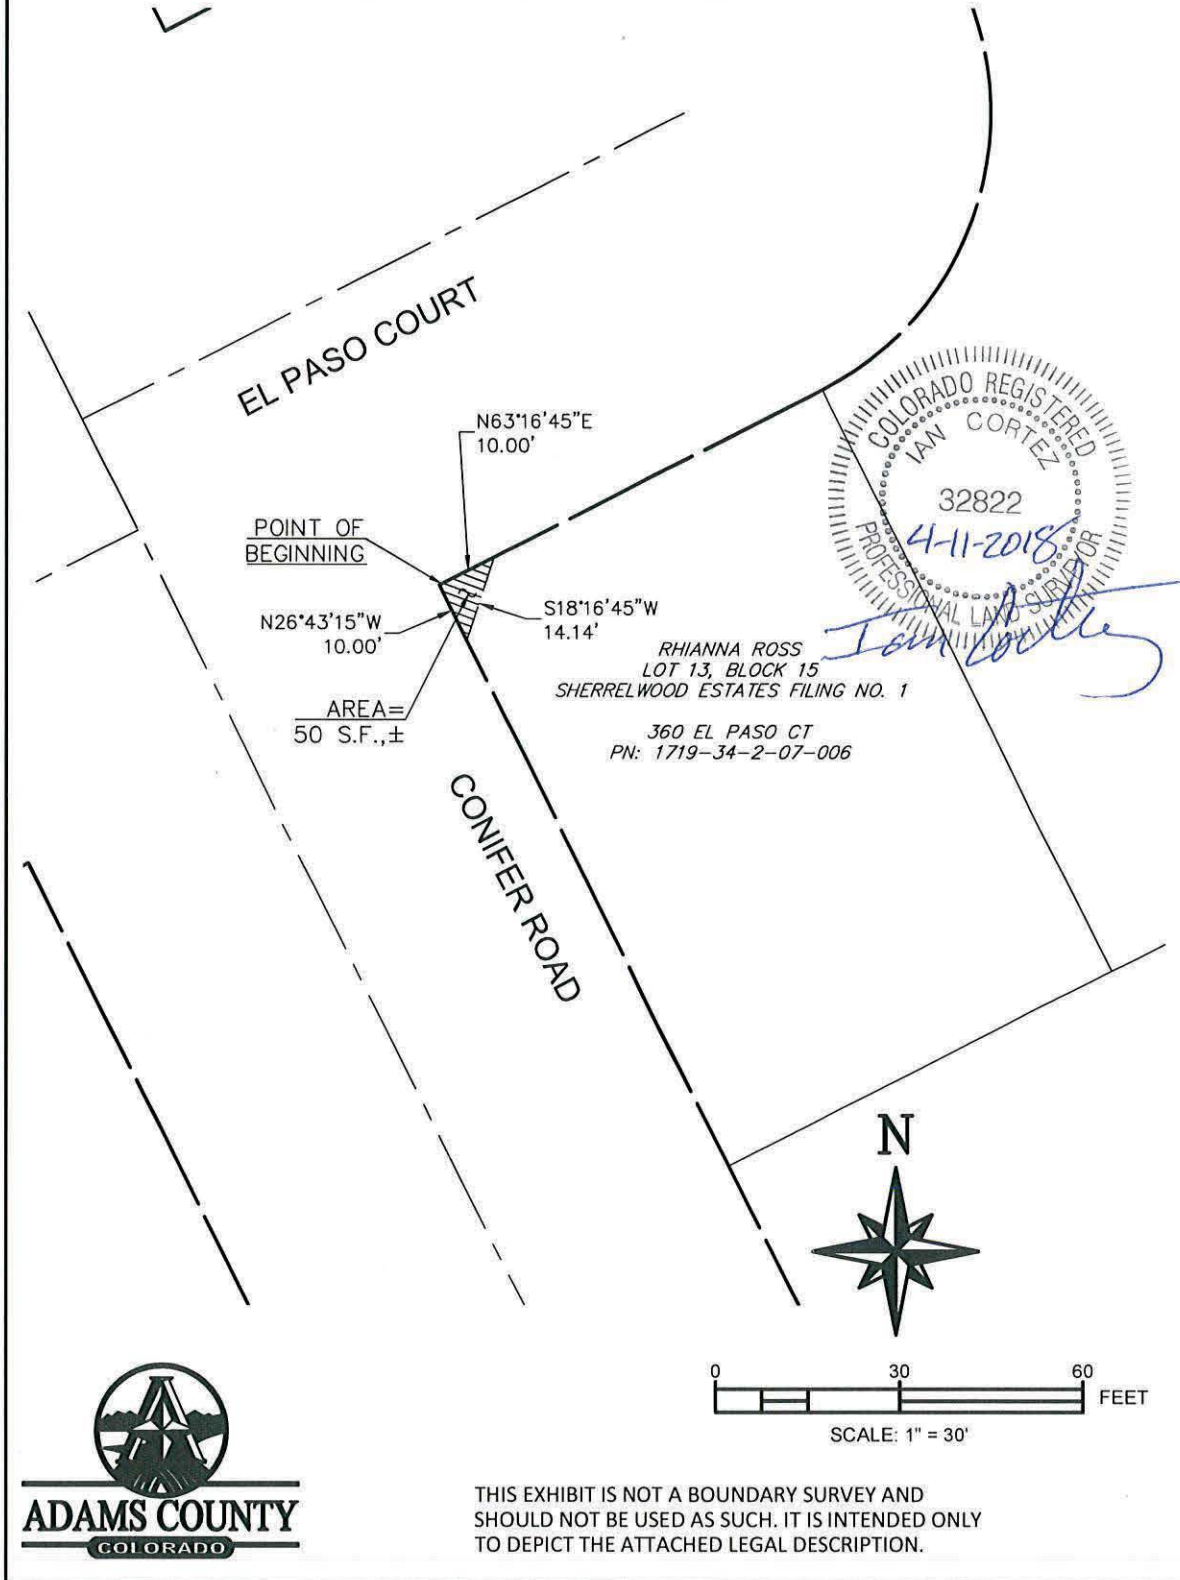 EL PASO COURT
N63°16'45"E
10.00'
POINT OF
BEGINNING
N26°43'15"W
10.00'
S18°16'45"W
14.14'
AREA=
50 S.F.,±
COLORADO REGISTERED
IAN CORTEZ
32822
4-11-2018
PROFESSIONAL LAND SURVEYOR
Ian Cortez
RHIANNA ROSS
LOT 13, BLOCK 15
SHERRELWOOD ESTATES FILING NO. 1
360 EL PASO CT
PN: 1719-34-2-07-006
CONIFER ROAD
N
0 30 60
FEET
SCALE: 1" = 30'
ADAMS COUNTY
COLORADO
THIS EXHIBIT IS NOT A BOUNDARY SURVEY AND
SHOULD NOT BE USED AS SUCH. IT IS INTENDED ONLY
TO DEPICT THE ATTACHED LEGAL DESCRIPTION.